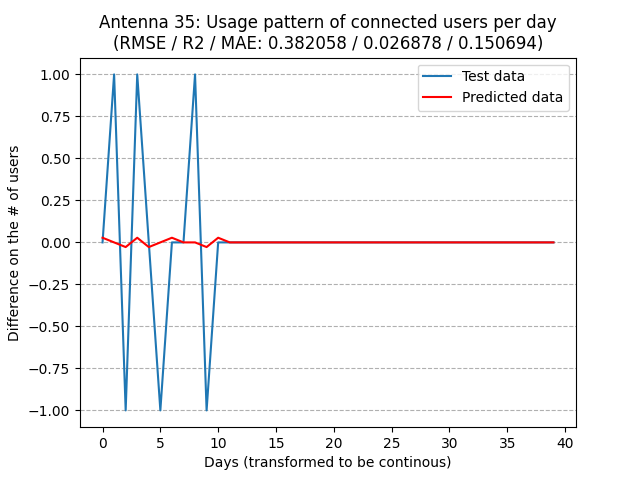 Antenna 35: Usage pattern of connected users per day
(RMSE / R2 / MAE: 0.382058 / 0.026878 / 0.150694)
Test data
Predicted data
1.00
0.75
0.50
0.25
0.00
−0.25
−0.50
−0.75
−1.00
Difference on the # of users
0 5 10 15 20 25 30 35 40
Days (transformed to be continous)